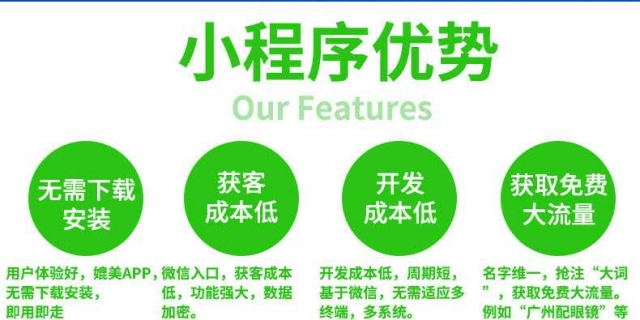 小程序优势
Our Features
无需下载
安装
获客
成本低
开发
成本低
获取免费
大流量
用户体验好，媲美APP，
无需下载安装，
即用即走
微信入口，获客成本
低，功能强大，数据
加密。
开发成本低，周期短，
基于微信，无需适应多
终端，多系统。
名字维一，抢注“大词
”，获取免费大流量。
例如“广州配眼镜”等